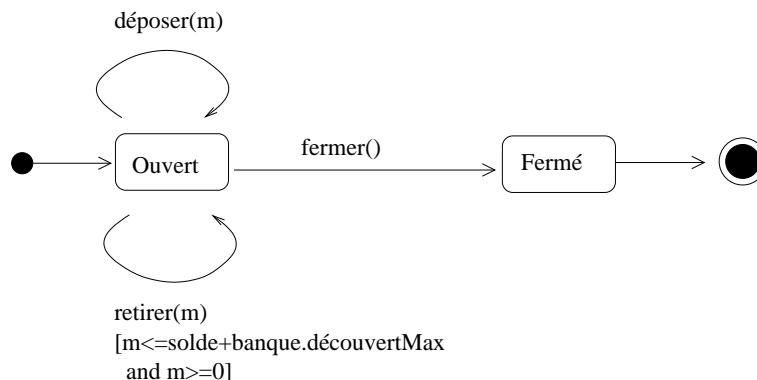 déposer(m)
Ouvert
fermer()
Fermé
retirer(m)
[m<=solde+banque.découvertMax
and m>=0]